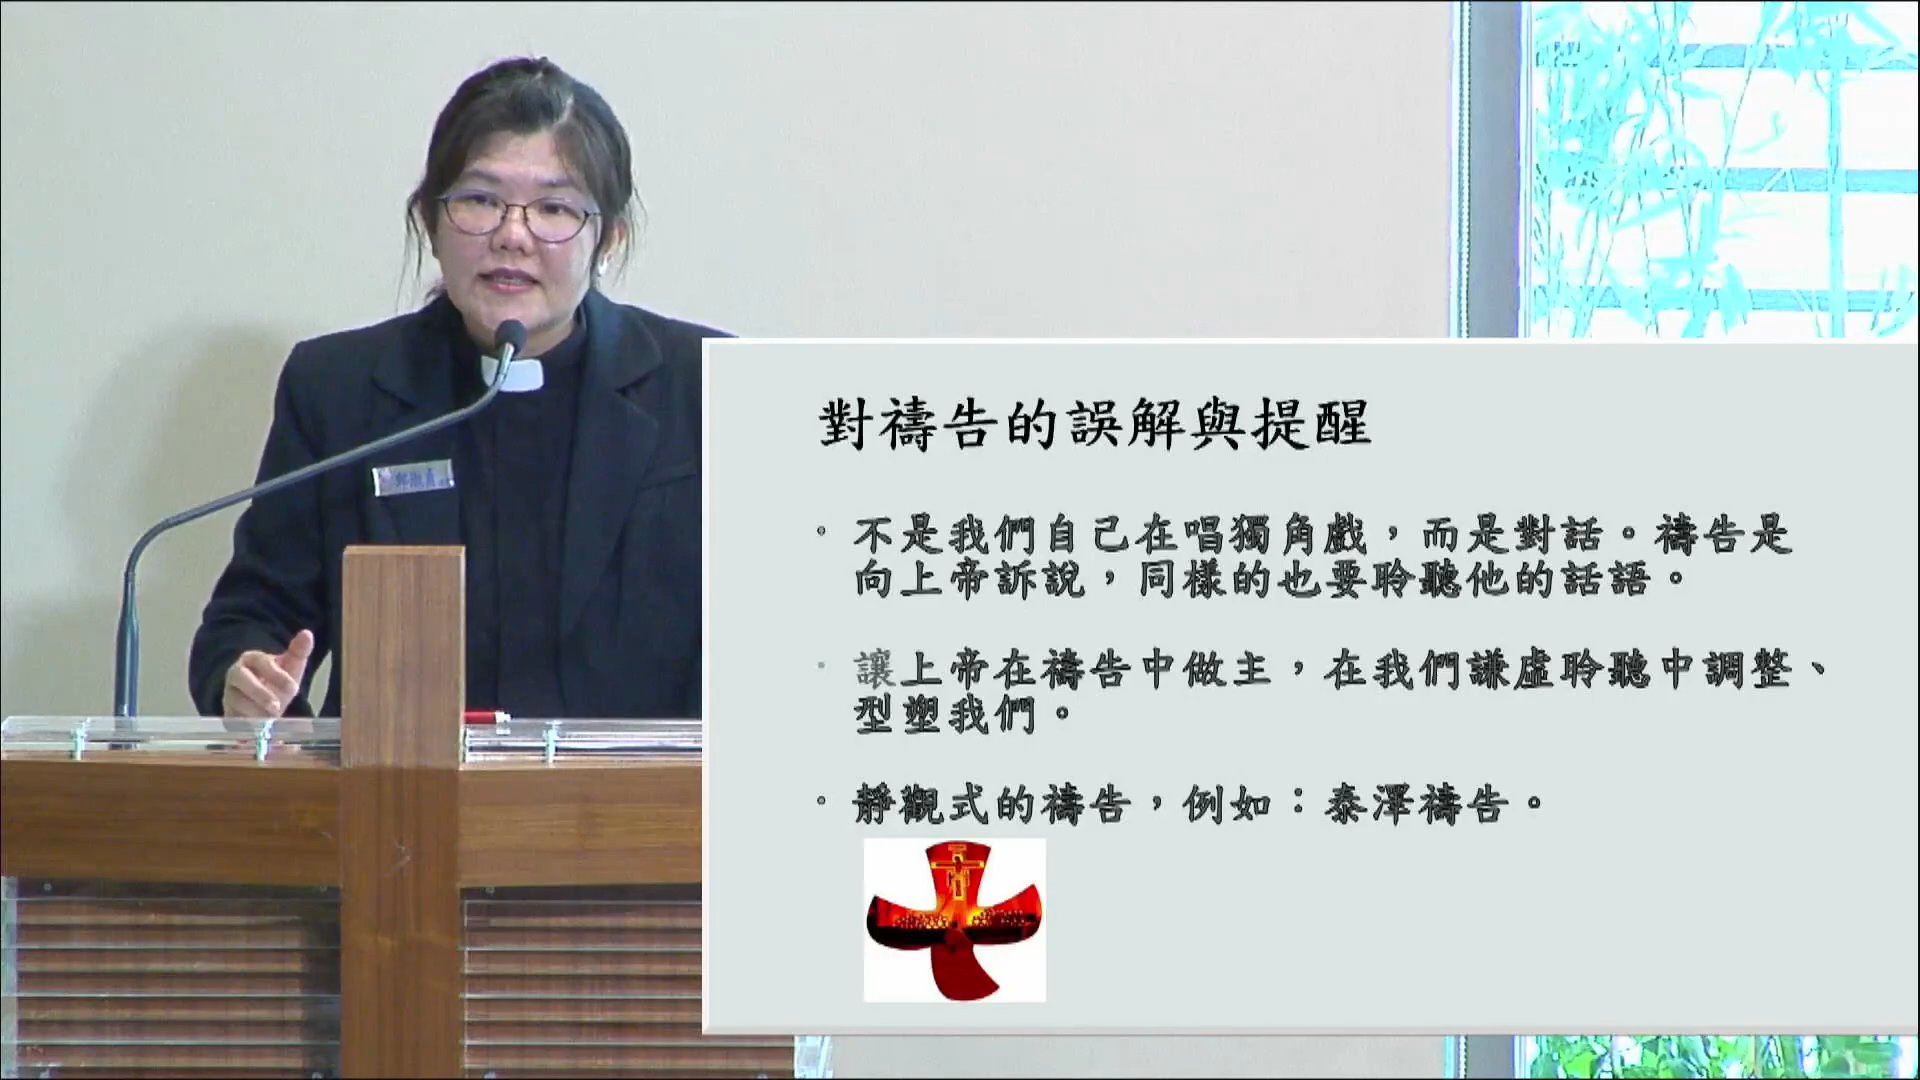 對禱告的誤解與提醒
• 不是我們自己在唱獨角戲，而是對話。禱告是
向上帝訴說，同樣的也要聆聽他的話語。
• 讓上帝在禱告中做主，在我們謙虛聆聽中調整、
型塑我們。
• 靜觀式的禱告，例如：泰澤禱告。